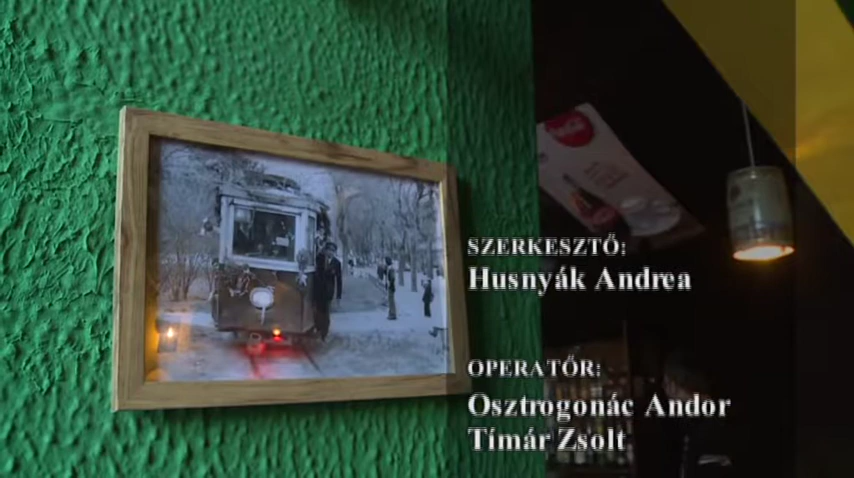 SZERKESZTŐ:
Husnyák Andrea
OPERATŐR:
Osztrogonác Andor
Tímár Zsolt